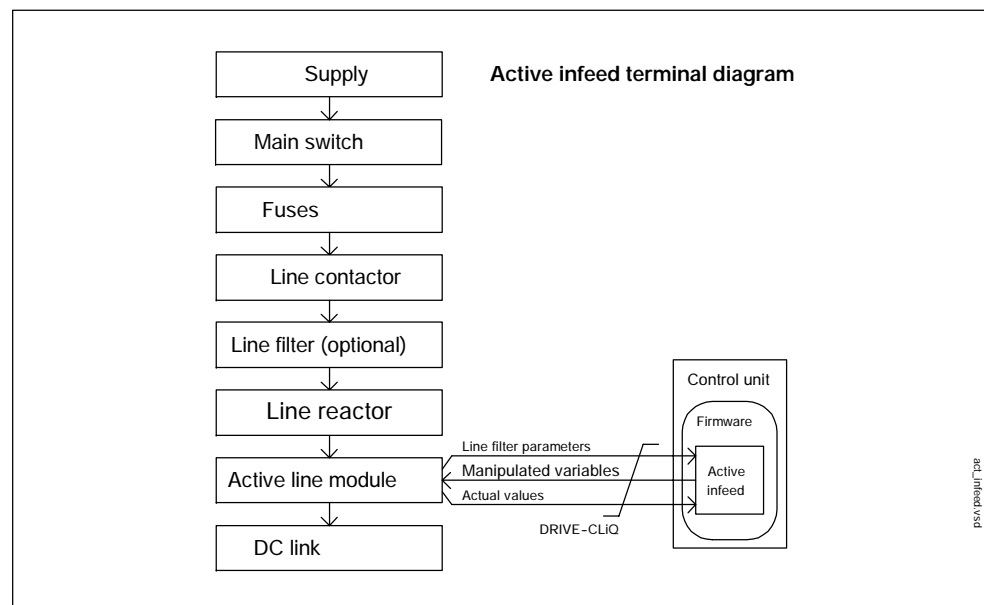 Active infeed terminal diagram
Supply
Main switch
Fuses
Line contactor
Line filter (optional)
Line reactor
Active line module
DC link
Line filter parameters
Manipulated variables
Actual values
DRIVE-CLiQ
Control unit
Firmware
Active
infeed
act_infeed.vsd